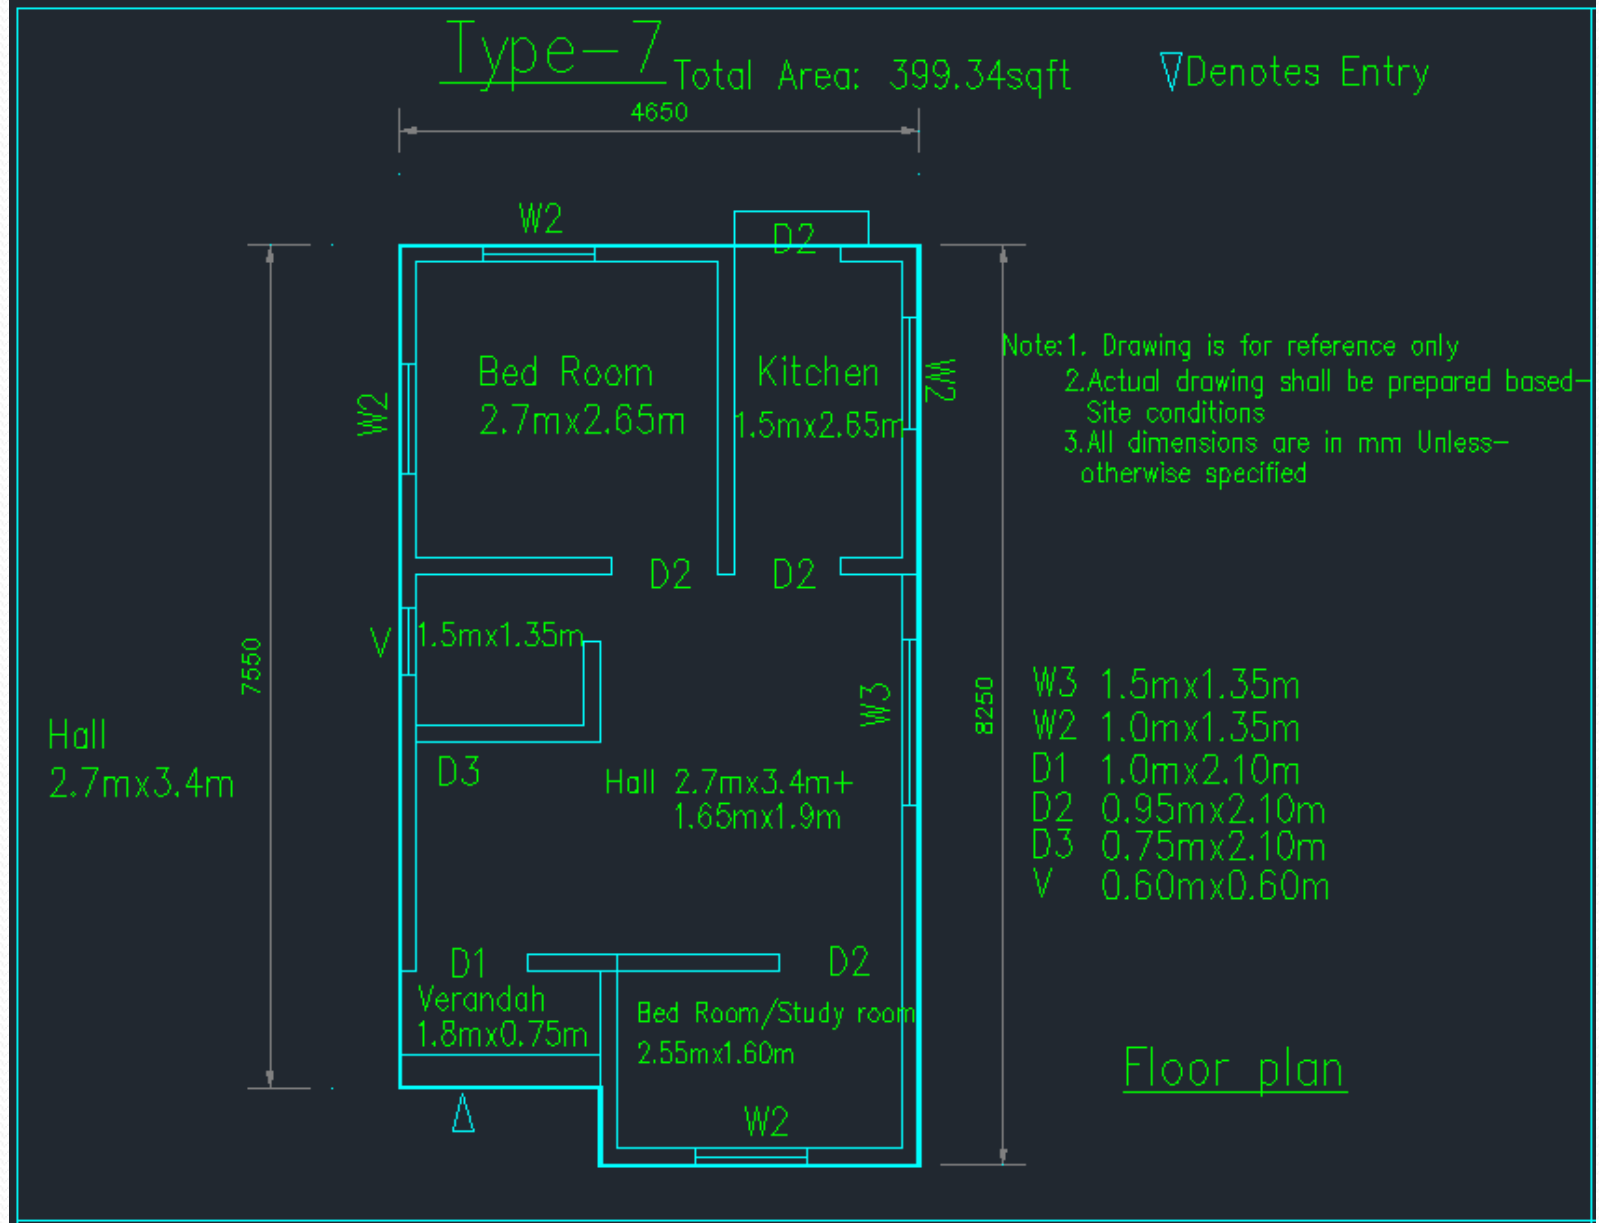 Type-7
Total Area: 399.34sqft
▽Denotes Entry
4650
W2
D2
Bed Room
2.7mx2.65m
Kitchen
1.5mx2.65m
W2
W2
Note:1. Drawing is for reference only
2.Actual drawing shall be prepared based-
Site conditions
3.All dimensions are in mm Unless-
otherwise specified
D2
D2
V
1.5mx1.35m
7550
8250
W3
Hall
2.7mx3.4m
D3
Hall 2.7mx3.4m+
1.65mx1.9m
W3 1.5mx1.35m
W2 1.0mx1.35m
D1 1.0mx2.10m
D2 0.95mx2.10m
D3 0.75mx2.10m
V 0.60mx0.60m
D1
D2
Verandah
1.8mx0.75m
Bed Room/Study room
2.55mx1.60m
W2
Floor plan